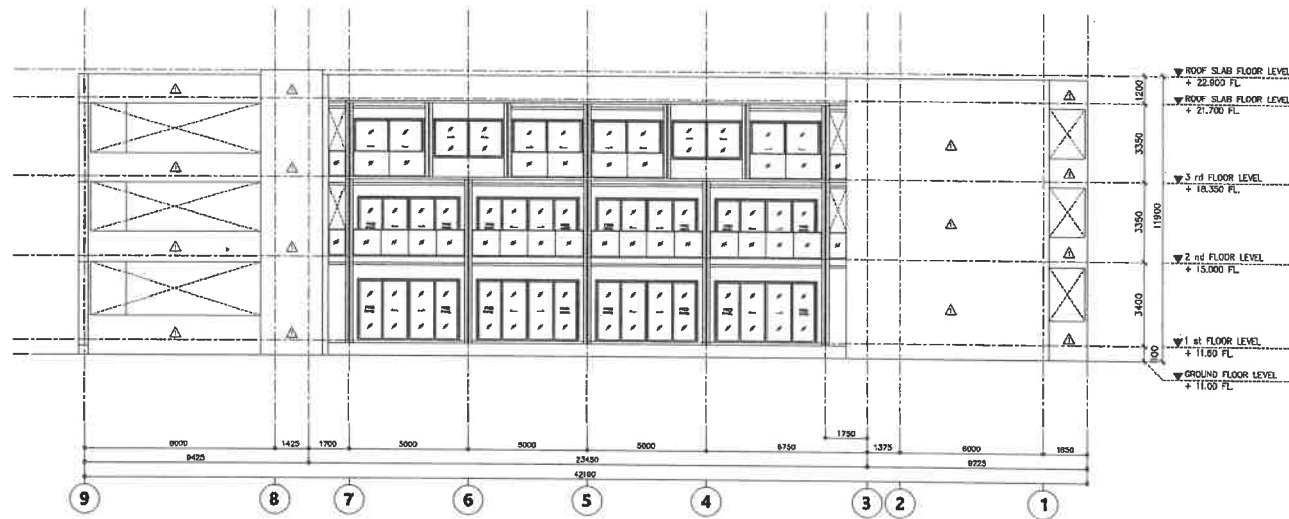 ROOF SLAB FLOOR LEVEL
+ 22.900 FL.
1200
ROOF SLAB FLOOR LEVEL
+ 21.700 FL.
3350
3 rd FLOOR LEVEL
+ 18.350 FL.
3350
11900
2 nd FLOOR LEVEL
+ 15.000 FL.
3400
1 st FLOOR LEVEL
+ 11.60 FL.
GROUND FLOOR LEVEL
+ 11.00 FL.
1750
8000 1425 1700 5000 5000 5000 6750 1375 6000 1850
9425 23450 9225
42100
9 8 7 6 5 4 3 2 1